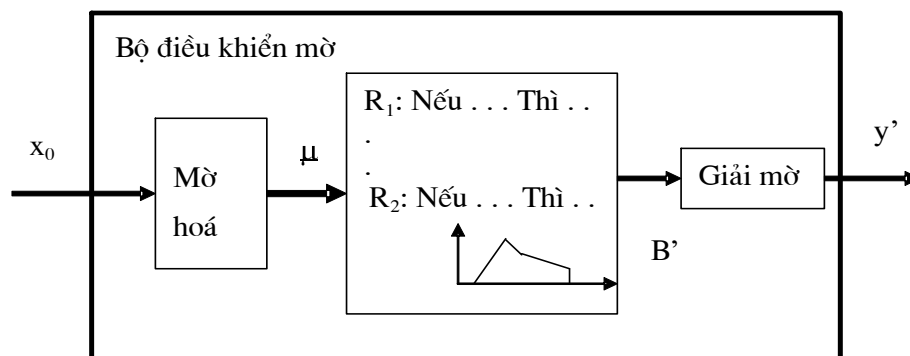 Bộ điều khiển mờ
x₀
Mờ
hoá
μ
R₁: Nếu . . . Thì . .
.
.
R₂: Nếu . . . Thì . .
B’
Giải mờ
y’